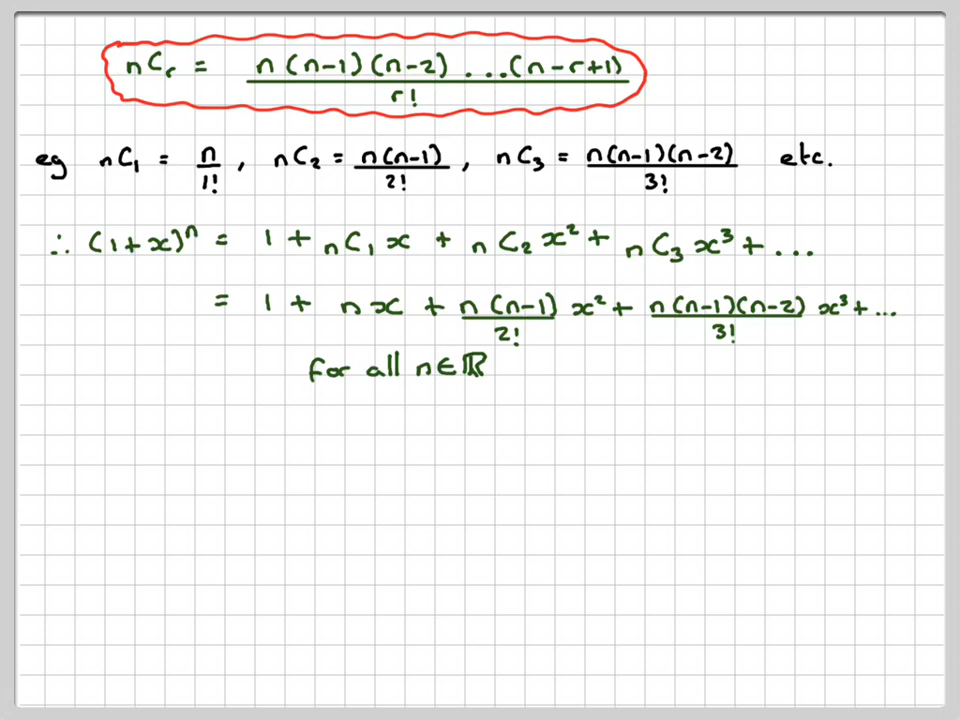 nCr = n(n-1)(n-2)...(n-r+1) / r!
eg nC1 = n/1!, nC2 = n(n-1)/2!, nC3 = n(n-1)(n-2)/3! etc.
∴ (1+x)^n = 1 + nC1 x + nC2 x² + nC3 x³ + ...
= 1 + nx + n(n-1)/2! x² + n(n-1)(n-2)/3! x³ + ...
for all n∈ℝ